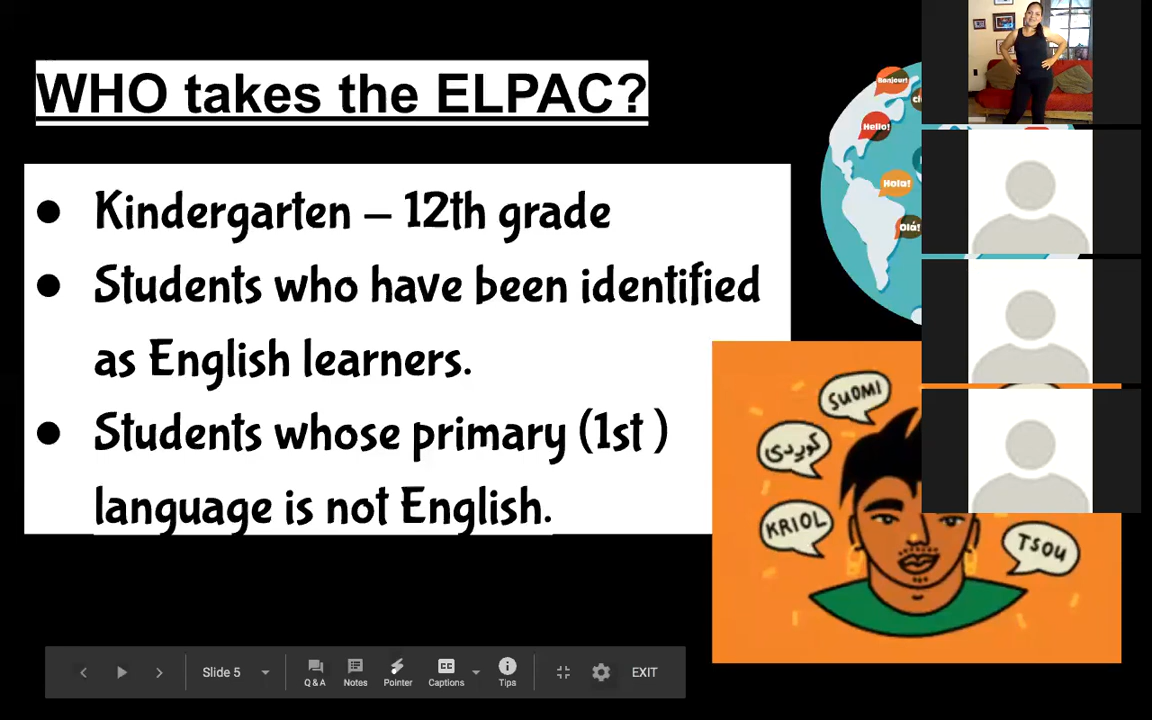 WHO takes the ELPAC?
● Kindergarten – 12th grade
● Students who have been identified
as English learners.
● Students whose primary (1st )
language is not English.
Bonjour!
Hello!
Hola!
Olá!
SUOMI
KRIOL
TSOU
Slide 5
Q & A
Notes
Pointer
CC
Captions
Tips
EXIT